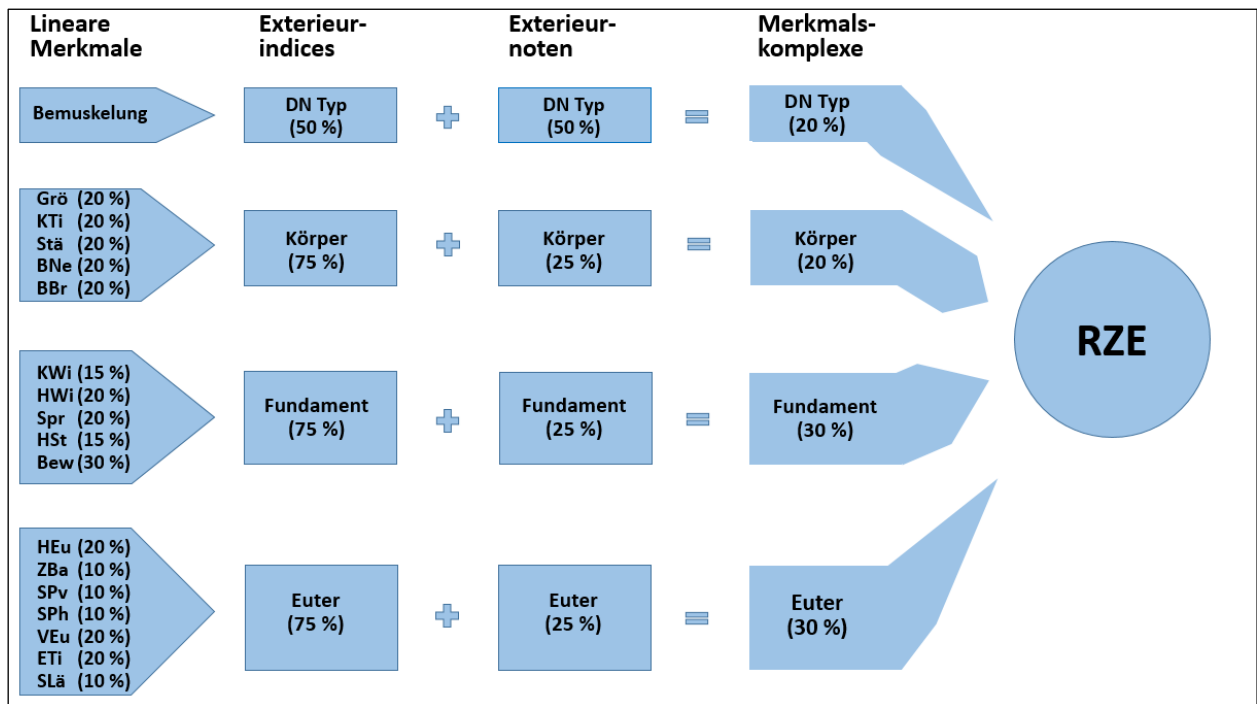 Lineare
Merkmale
Exterieur-
indices
Exterieur-
noten
Merkmals-
komplexe
Bemuskelung
DN Typ
(50 %)
DN Typ
(50 %)
DN Typ
(20 %)
Grö (20 %)
KTi (20 %)
Stä (20 %)
BNe (20 %)
BBr (20 %)
Körper
(75 %)
Körper
(25 %)
Körper
(20 %)
RZE
KWi (15 %)
HWi (20 %)
Spr (20 %)
HSt (15 %)
Bew (30 %)
Fundament
(75 %)
Fundament
(25 %)
Fundament
(30 %)
HEu (20 %)
ZBa (10 %)
SPv (10 %)
SPh (10 %)
VEu (20 %)
ETi (20 %)
SLä (10 %)
Euter
(75 %)
Euter
(25 %)
Euter
(30 %)